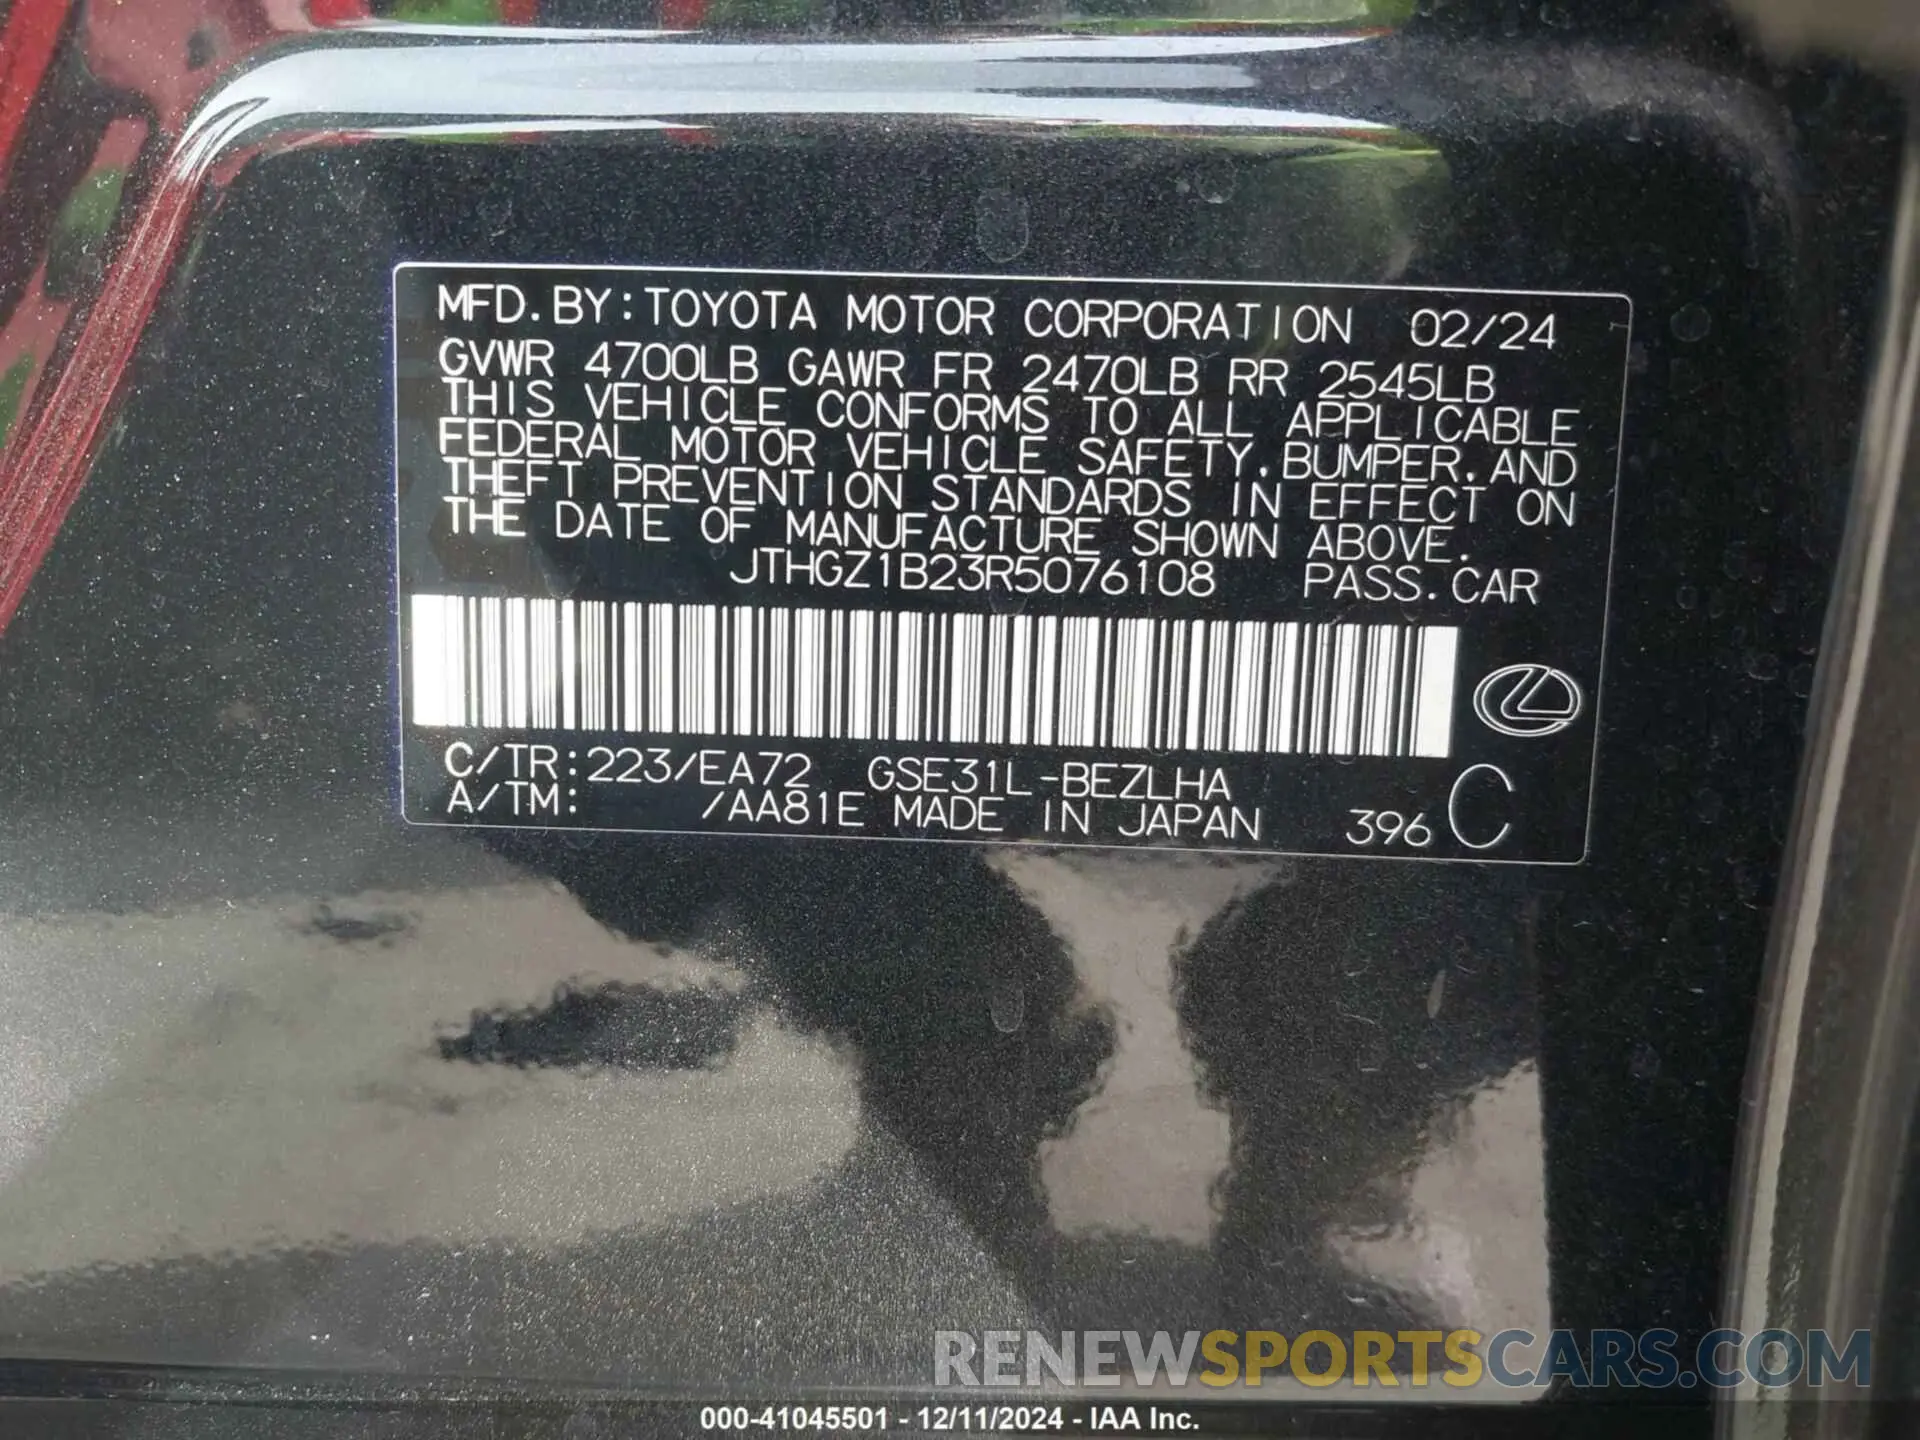 MFD. BY: TOYOTA MOTOR CORPORATION 02/24
GVWR 4700LB GAWR FR 2470LB RR 2545LB
THIS VEHICLE CONFORMS TO ALL APPLICABLE
FEDERAL MOTOR VEHICLE SAFETY, BUMPER, AND
THEFT PREVENTION STANDARDS IN EFFECT ON
THE DATE OF MANUFACTURE SHOWN ABOVE.
JTHGZ1B23R5076108 PASS. CAR
C/TR: 223/EA72 GSE31L-BEZLHA
A/TM: /AA81E MADE IN JAPAN 396 C
RENEWSPORTSCARS.COM
000-41045501 - 12/11/2024 - IAA Inc.